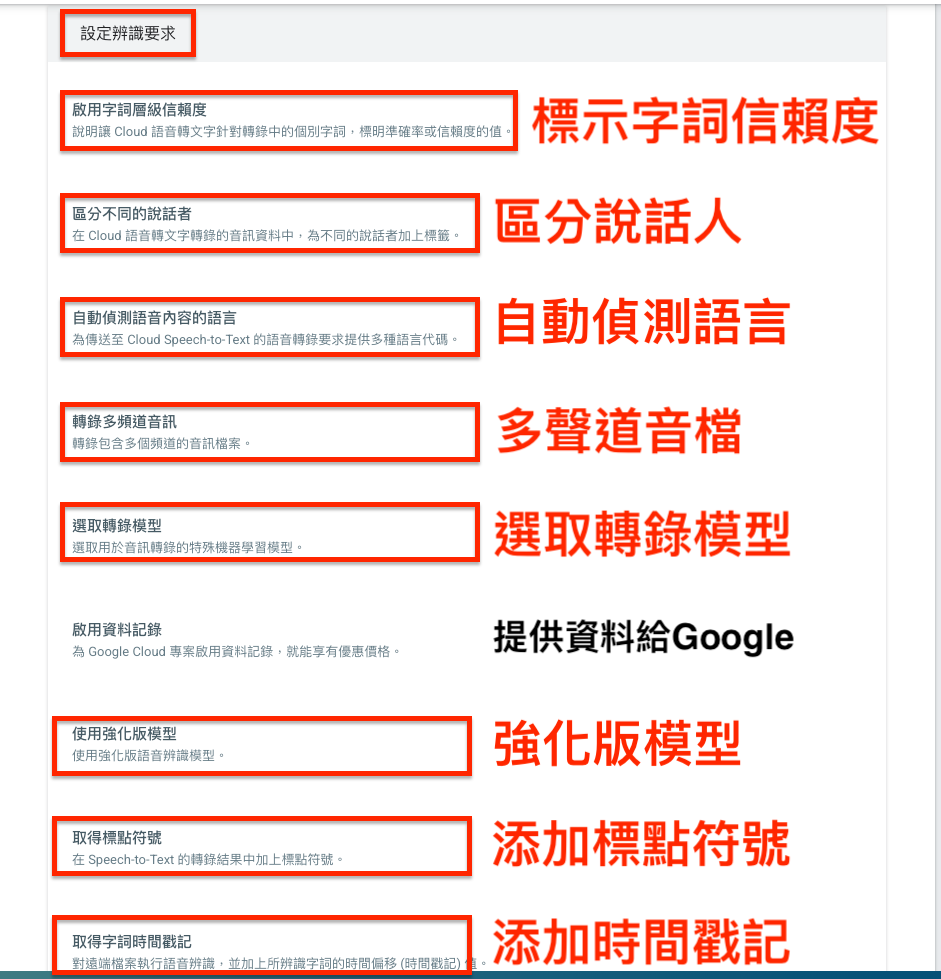 設定辨識要求
啟用字詞層級信賴度
說明讓 Cloud 語音轉文字針對轉錄中的個別字詞，標明準確率或信賴度的值。
標示字詞信賴度
區分不同的說話者
在 Cloud 語音轉文字轉錄的音訊資料中，為不同的說話者加上標籤。
區分說話人
自動偵測語音內容的語言
為傳送至 Cloud Speech-to-Text 的語音轉錄要求提供多種語言代碼。
自動偵測語言
轉錄多頻道音訊
轉錄包含多個頻道的音訊檔案。
多聲道音檔
選取轉錄模型
選取用於音訊轉錄的特殊機器學習模型。
選取轉錄模型
啟用資料記錄
為 Google Cloud 專案啟用資料記錄，就能享有優惠價格。
提供資料給Google
使用強化版模型
使用強化版語音辨識模型。
強化版模型
取得標點符號
在 Speech-to-Text 的轉錄結果中加上標點符號。
添加標點符號
取得字詞時間戳記
對遠端檔案執行語音辨識，並加上所辨識字詞的時間偏移 (時間戳記) 值。
添加時間戳記